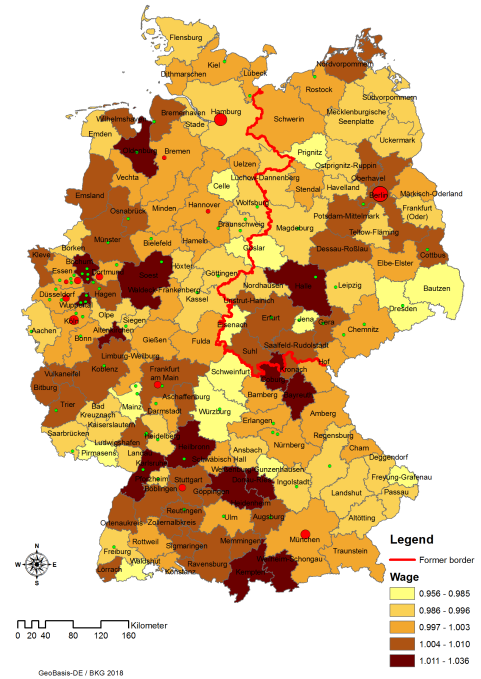 Flensburg
Kiel
Nordvorpommern
Dithmarschen
Lübeck
Rostock
Südvorpommern
Wilhelmshaven
Bremerhaven
Hamburg
Schwerin
Mecklenburgische
Seenplatte
Stade
Emden
Bremen
Uelzen
Prignitz
Uckermark
Ostprignitz-Ruppin
Vechta
Celle
Lüchow-Dannenberg
Stendal
Oberhavel
Havelland
Berlin
Märkisch-Oderland
Emsland
Osnabrück
Minden
Hannover
Wolfsburg
Frankfurt
(Oder)
Potsdam-Mittelmark
Braunschweig
Magdeburg
Teltow-Fläming
Münster
Bielefeld
Hameln
Goslar
Dessau-Roßlau
Cottbus
Borken
Kleve
Höxter
Göttingen
Elbe-Elster
Essen
Soest
Nordhausen
Halle
Leipzig
Bautzen
Düsseldorf
Hagen
Waldeck-Frankenberg
Kassel
Unstrut-Hainich
Dresden
Wuppertal
Olpe
Erfurt
Jena
Gera
Chemnitz
Aachen
Köln
Siegen
Eisenach
Bonn
Altenkirchen
Gießen
Fulda
Suhl
Saalfeld-Rudolstadt
Limburg-Weilburg
Hof
Vulkaneifel
Koblenz
Frankfurt
am Main
Schweinfurt
Kronach
Bitburg
Aschaffenburg
Bamberg
Trier
Bad
Kreuznach
Mainz
Darmstadt
Würzburg
Amberg
Erlangen
Kaiserslautern
Saarbrücken
Ludwigshafen
Heidelberg
Nürnberg
Regensburg
Pirmasens
Landau
Heilbronn
Ansbach
Cham
Schwäbisch Hall
Karlsruhe
Weißenburg-Gunzenhausen
Deggendorf
Pforzheim
Stuttgart
Ingolstadt
Freyung-Grafenau
Böblingen
Göppingen
Landshut
Passau
Reutlingen
Ortenaukreis
Zollernalbkreis
Ulm
Augsburg
Altötting
Rottweil
Memmingen
München
Freiburg
Sigmaringen
Waldshut
Traunstein
Lörrach
Konstanz
Ravensburg
Kempten
Weilheim-Schongau
N
W
E
S
0 20 40 80 120 160
Kilometer
GeoBasis-DE / BKG 2018
Legend
Former border
Wage
0.956 - 0.985
0.986 - 0.996
0.997 - 1.003
1.004 - 1.010
1.011 - 1.036